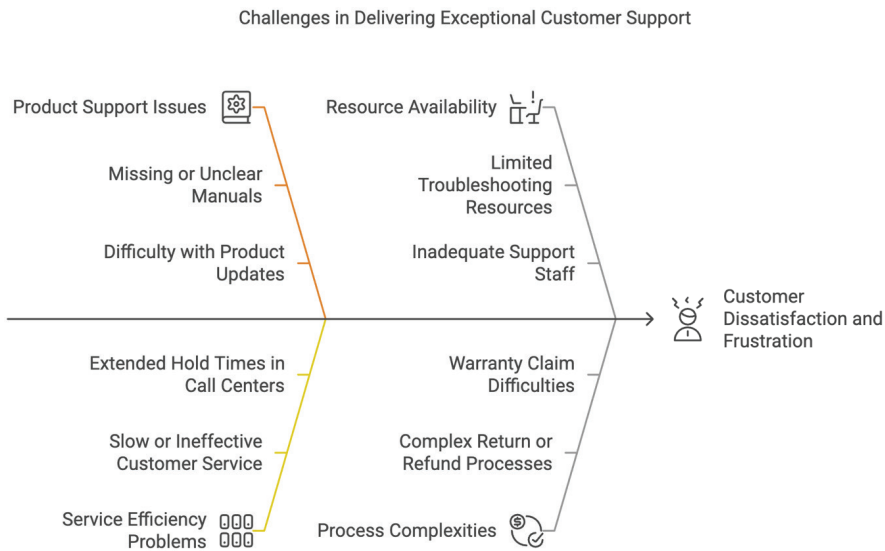 Challenges in Delivering Exceptional Customer Support
Product Support Issues
Missing or Unclear
Manuals
Difficulty with Product
Updates
Resource Availability
Limited
Troubleshooting
Resources
Inadequate Support
Staff
Customer
Dissatisfaction and
Frustration
Extended Hold Times in
Call Centers
Slow or Ineffective
Customer Service
Service Efficiency
Problems
Warranty Claim
Difficulties
Complex Return or
Refund Processes
Process Complexities